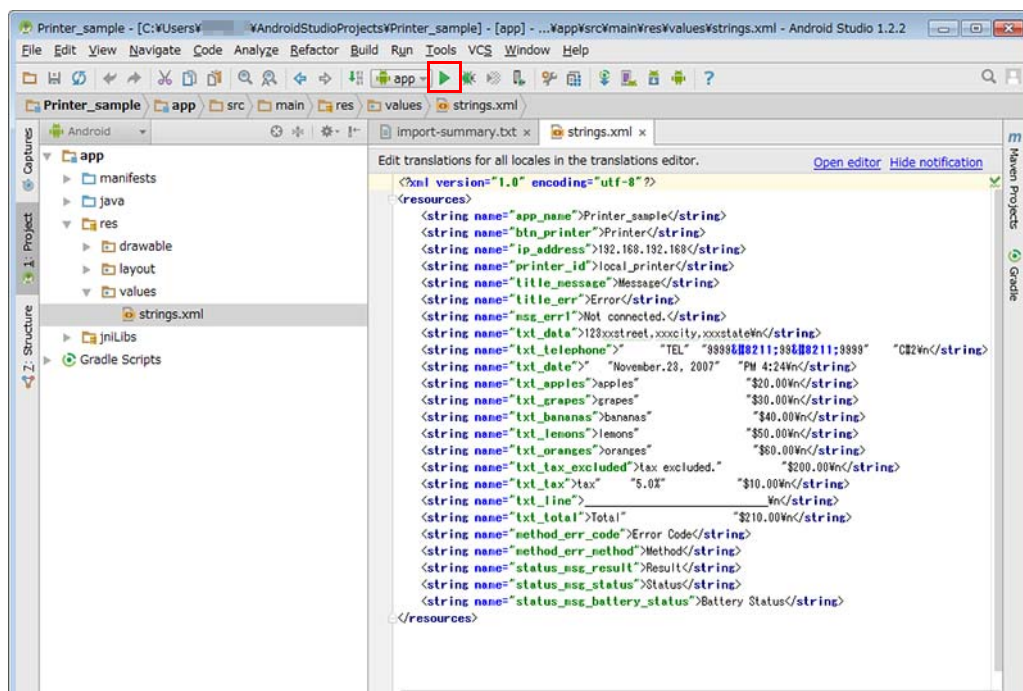 Printer_sample - [C:¥Users¥ ¥AndroidStudioProjects¥Printer_sample] - [app] - ...¥app¥src¥main¥res¥values¥strings.xml - Android Studio 1.2.2
File Edit View Navigate Code Analyze Refactor Build Run Tools VCS Window Help
app
Printer_sample app src main res values strings.xml
Android
import-summary.txt × strings.xml ×
Captures
1: Project
Z: Structure
app
manifests
java
res
drawable
layout
values
strings.xml
jniLibs
Gradle Scripts
Edit translations for all locales in the translations editor. Open editor Hide notification
<?xml version="1.0" encoding="utf-8"?>
<resources>
<string name="app_name">Printer_sample</string>
<string name="btn_printer">Printer</string>
<string name="ip_address">192.168.192.168</string>
<string name="printer_id">local_printer</string>
<string name="title_message">Message</string>
<string name="title_err">Error</string>
<string name="msg_err1">Not connected.</string>
<string name="txt_data">123xxstreet,xxxcity,xxxstate¥n</string>
<string name="txt_telephone">" "TEL" "9999&#8211;99&#8211;9999" "C#2¥n</string>
<string name="txt_date">" "November.23, 2007" "PM 4:24¥n</string>
<string name="txt_apples">apples" "$20.00¥n</string>
<string name="txt_grapes">grapes" "$30.00¥n</string>
<string name="txt_bananas">bananas" "$40.00¥n</string>
<string name="txt_lemons">lemons" "$50.00¥n</string>
<string name="txt_oranges">oranges" "$60.00¥n</string>
<string name="txt_tax_excluded">tax excluded." "$200.00¥n</string>
<string name="txt_tax">tax" "5.0%" "$10.00¥n</string>
<string name="txt_line">______________________________¥n</string>
<string name="txt_total">Total" "$210.00¥n</string>
<string name="method_err_code">Error Code</string>
<string name="method_err_method">Method</string>
<string name="status_msg_result">Result</string>
<string name="status_msg_status">Status</string>
<string name="status_msg_battery_status">Battery Status</string>
</resources>
Maven Projects
Gradle